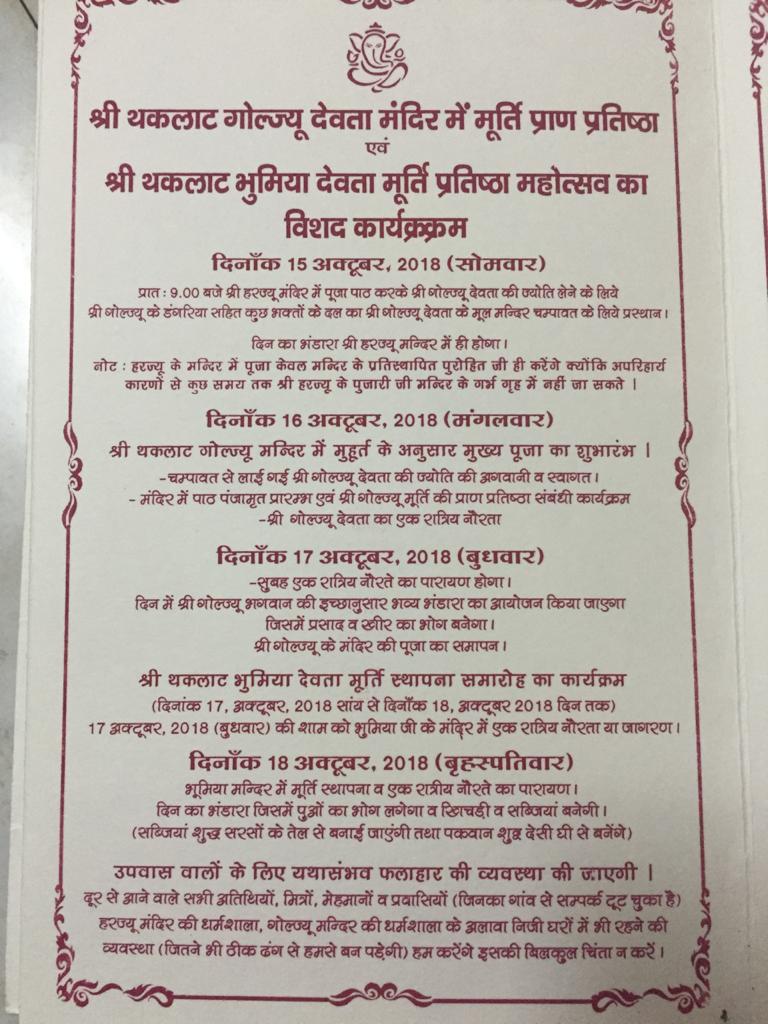 श्री थकलाट गोल्ज्यू देवता मंदिर में मूर्ति प्राण प्रतिष्ठा
एवं
श्री थकलाट भुमिया देवता मूर्ति प्रतिष्ठा महोत्सव का
विशद कार्यक्रक्रम
दिनाँक 15 अक्टूबर, 2018 (सोमवार)
प्रात : 9.00 बजे श्री हरज्यू मंदिर में पूजा पाठ करके श्री गोल्ज्यू देवता की ज्योति लेने के लिये
श्री गोल्ज्यू के डंगरिया सहित कुछ भक्तों के दल का श्री गोल्ज्यू देवता के मूल मन्दिर चम्पावत के लिये प्रस्थान।
दिन का भंडारा श्री हरज्यू मन्दिर में ही होगा।
नोट : हरज्यू के मन्दिर में पूजा केवल मन्दिर के प्रतिस्थापित पुरोहित जी ही करेंगे क्योंकि अपरिहार्य
कारणों से कुछ समय तक श्री हरज्यू के पुजारी जी मन्दिर के गर्भ गृह में नहीं जा सकते |
दिनाँक 16 अक्टूबर, 2018 (मंगलवार)
श्री थकलाट गोल्ज्यू मन्दिर में मुहूर्त के अनुसार मुख्य पूजा का शुभारंभ |
-चम्पावत से लाई गई श्री गोल्ज्यू देवता की ज्योति की अगवानी व स्वागत।
- मंदिर में पाठ पंजामृत प्रारम्भ एवं श्री गोल्ज्यू मूर्ति की प्राण प्रतिष्ठा संबंधी कार्यक्रम
-श्री गोल्ज्यू देवता का एक रात्रिय नौरता
दिनाँक 17 अक्टूबर, 2018 (बुधवार)
-सुबह एक रात्रिय नौरते का पारायण होगा।
दिन में श्री गोल्ज्यू भगवान की इच्छानुसार भव्य भंडारा का आयोजन किया जाएगा
जिसमें प्रसाद व खीर का भोग बनेगा।
श्री गोल्ज्यू के मंदिर की पूजा का समापन।
श्री थकलाट भुमिया देवता मूर्ति स्थापना समारोह का कार्यक्रम
(दिनांक 17, अक्टूबर, 2018 सांय से दिनाँक 18, अक्टूबर 2018 दिन तक)
17 अक्टूबर, 2018 (बुधवार) की शाम को भुमिया जी के मंदिर में एक रात्रिय नौरता या जागरण।
दिनाँक 18 अक्टूबर, 2018 (बृहस्पतिवार)
भूमिया मन्दिर में मूर्ति स्थापना व एक रात्रीय नौरते का पारायण।
दिन का भंडारा जिसमें पुओं का भोग लगेगा व खिचड़ी व सब्जियां बनेगी।
(सब्जियां शुद्ध सरसों के तेल से बनाई जाएंगी तथा पकवान शुद्ध देसी घी से बनेंगे)
उपवास वालों के लिए यथासंभव फलाहार की व्यवस्था की जाएगी |
दूर से आने वाले सभी अतिथियों, मित्रों, मेहमानों व प्रवासियों (जिनका गांव से सम्पर्क टूट चुका है)
हरज्यू मंदिर की धर्मशाला, गोल्ज्यू मन्दिर की धर्मशाला के अलावा निजी घरों में भी रहने की
व्यवस्था (जितने भी ठीक ढंग से हमसे बन पड़ेगी) हम करेंगे इसकी बिलकुल चिंता न करें।